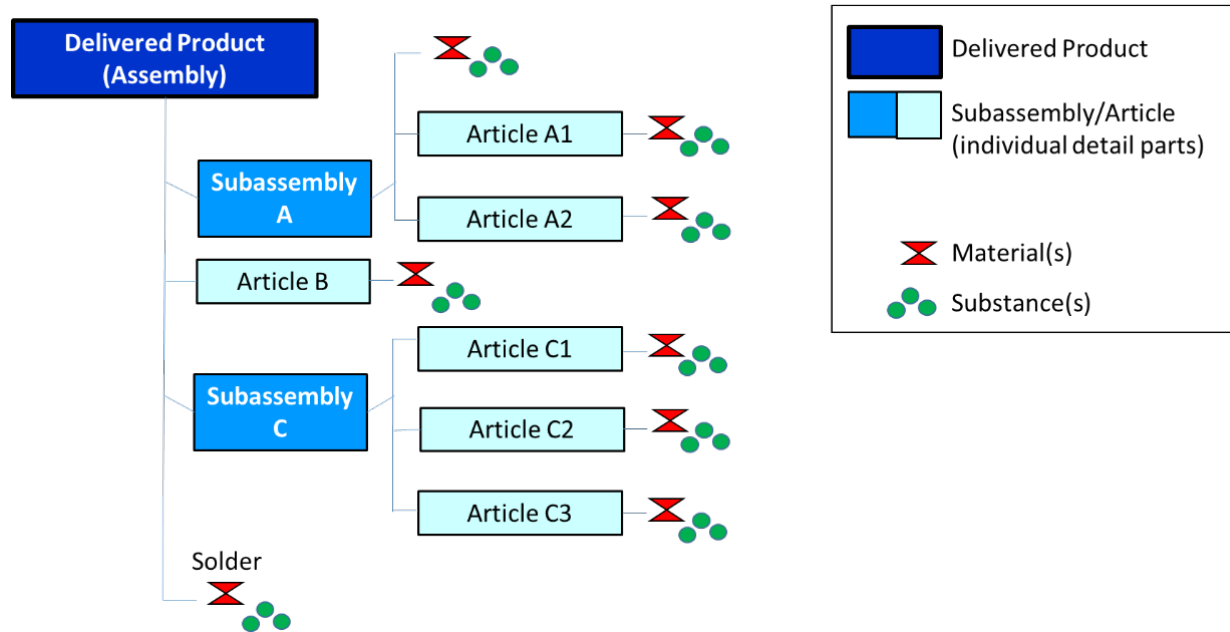 Delivered Product
(Assembly)
Article A1
Subassembly
A
Article A2
Article B
Article C1
Subassembly
C
Article C2
Article C3
Solder
Delivered Product
Subassembly/Article
(individual detail parts)
Material(s)
Substance(s)